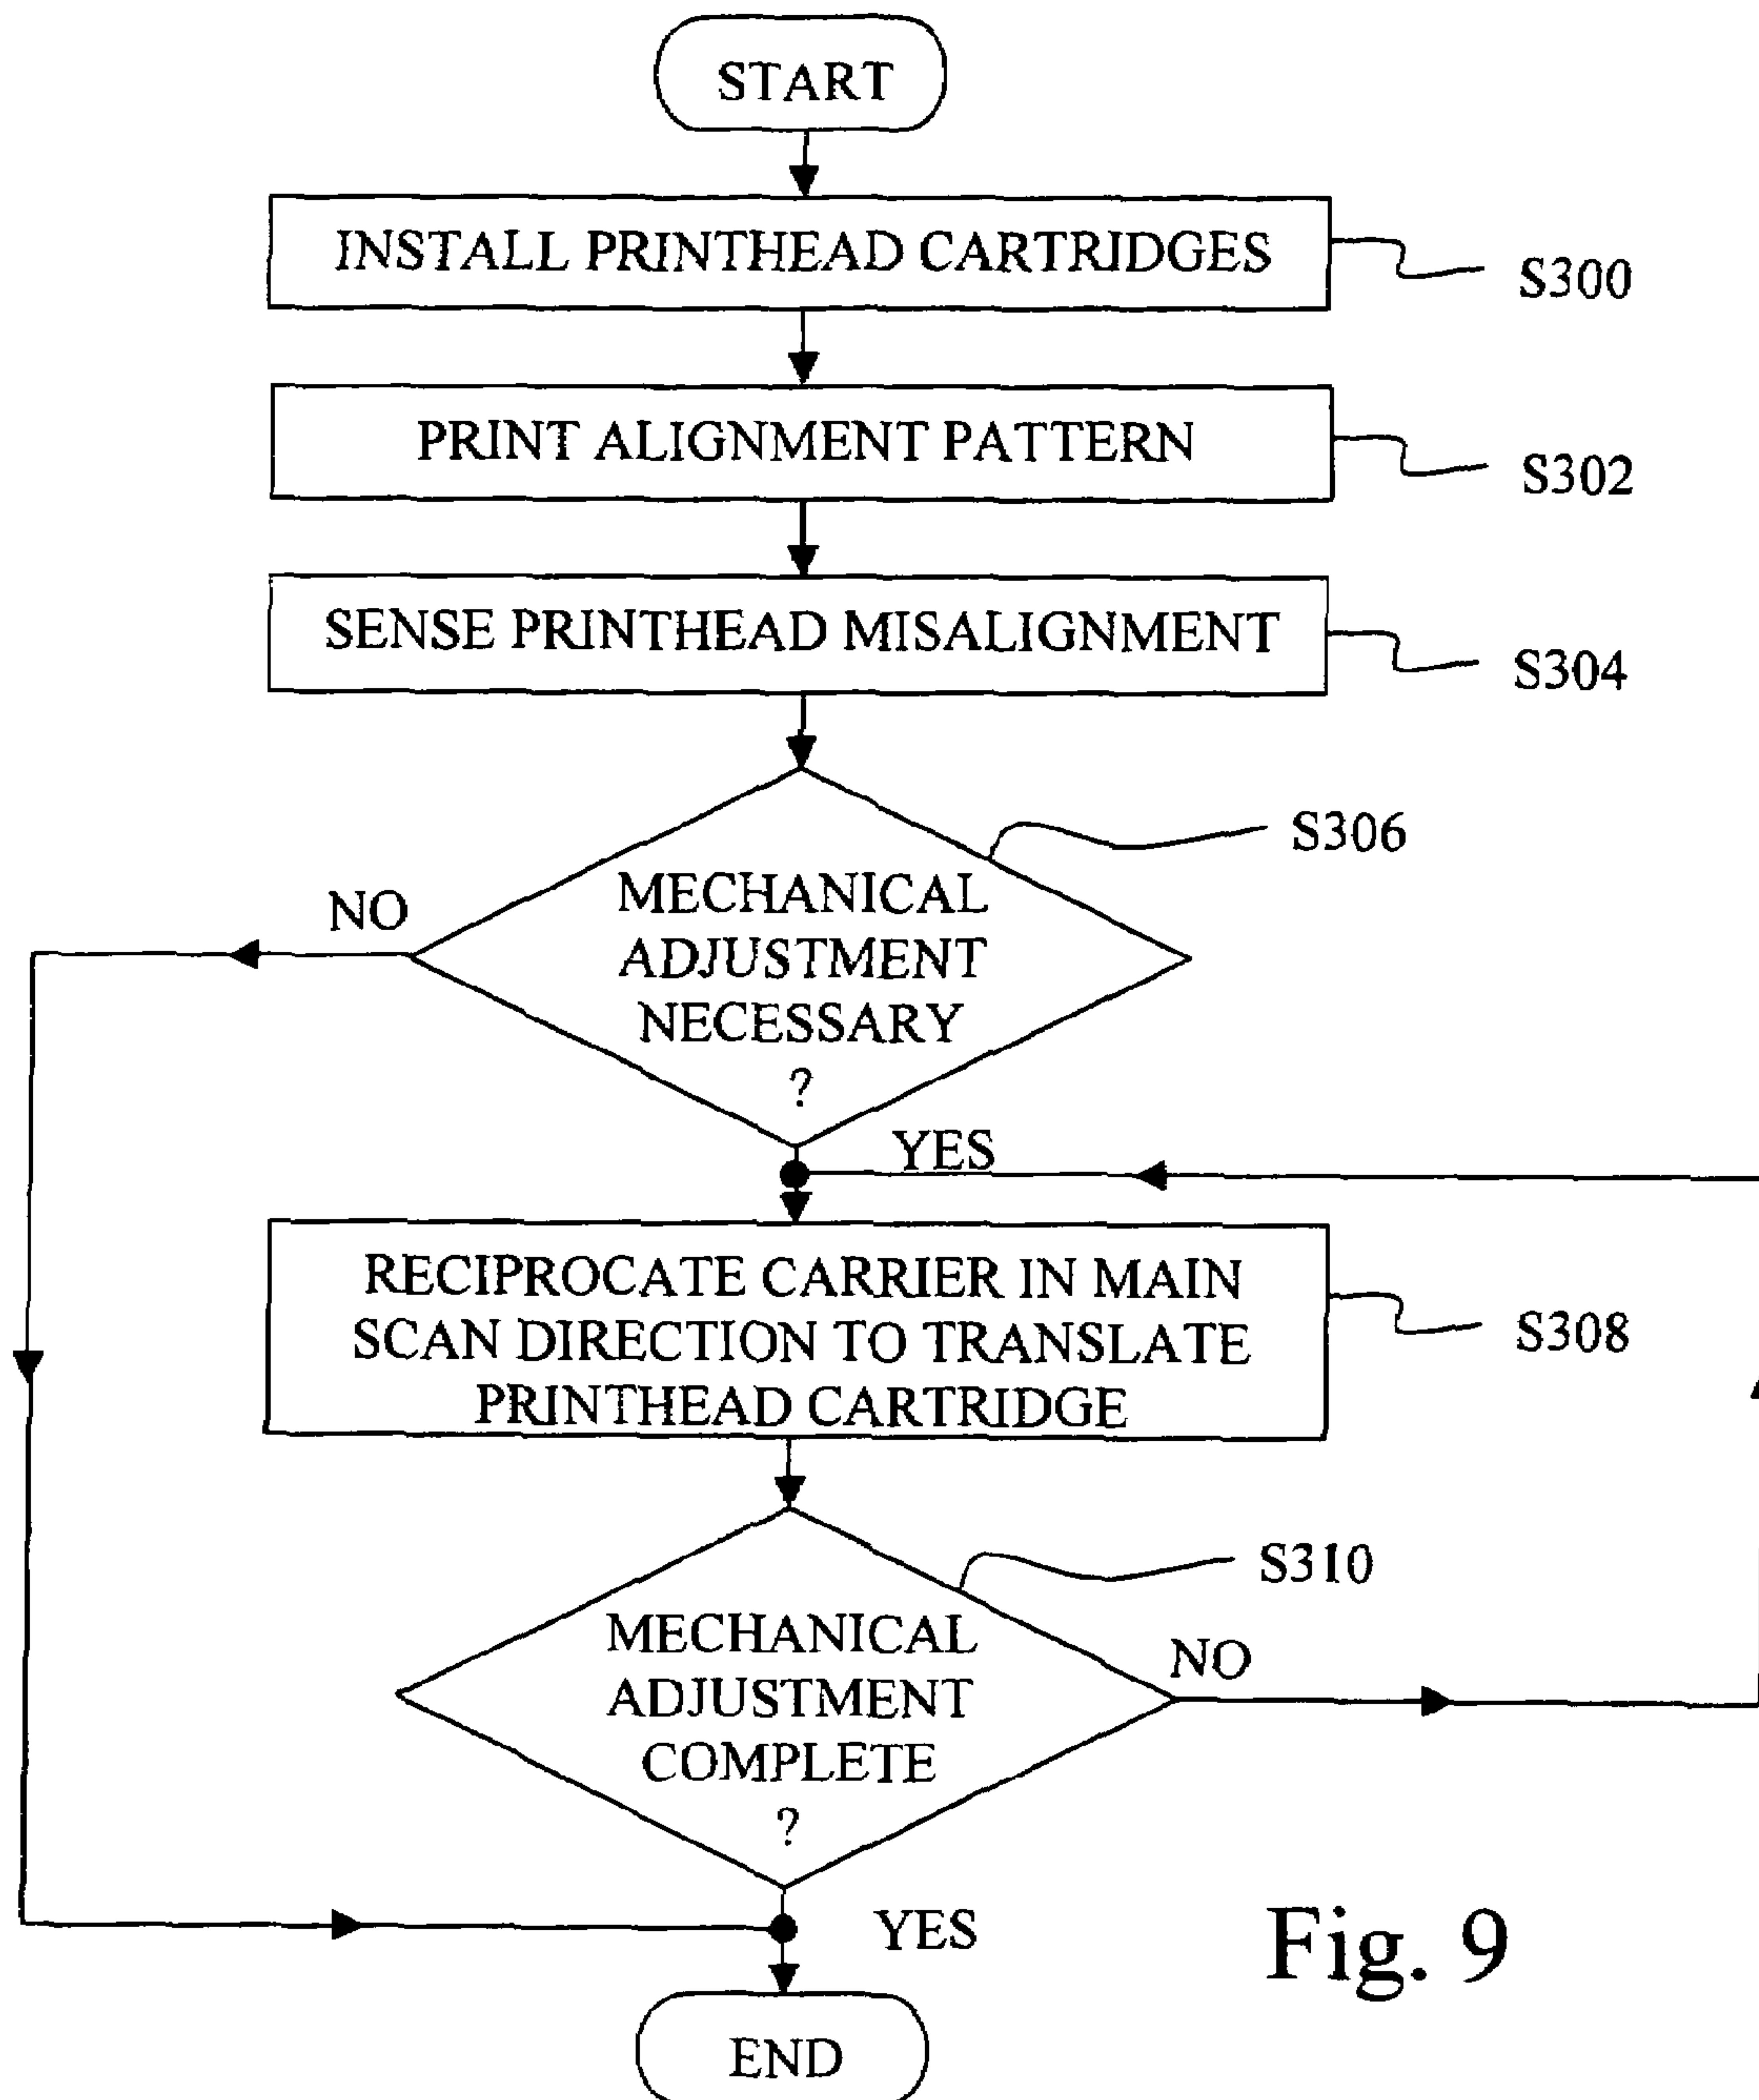 START
INSTALL PRINTHEAD CARTRIDGES
S300
PRINT ALIGNMENT PATTERN
S302
SENSE PRINTHEAD MISALIGNMENT
S304
S306
NO
MECHANICAL
ADJUSTMENT
NECESSARY
?
YES
RECIPROCATE CARRIER IN MAIN
SCAN DIRECTION TO TRANSLATE
PRINTHEAD CARTRIDGE
S308
S310
MECHANICAL
ADJUSTMENT
COMPLETE
?
NO
YES
Fig. 9
END